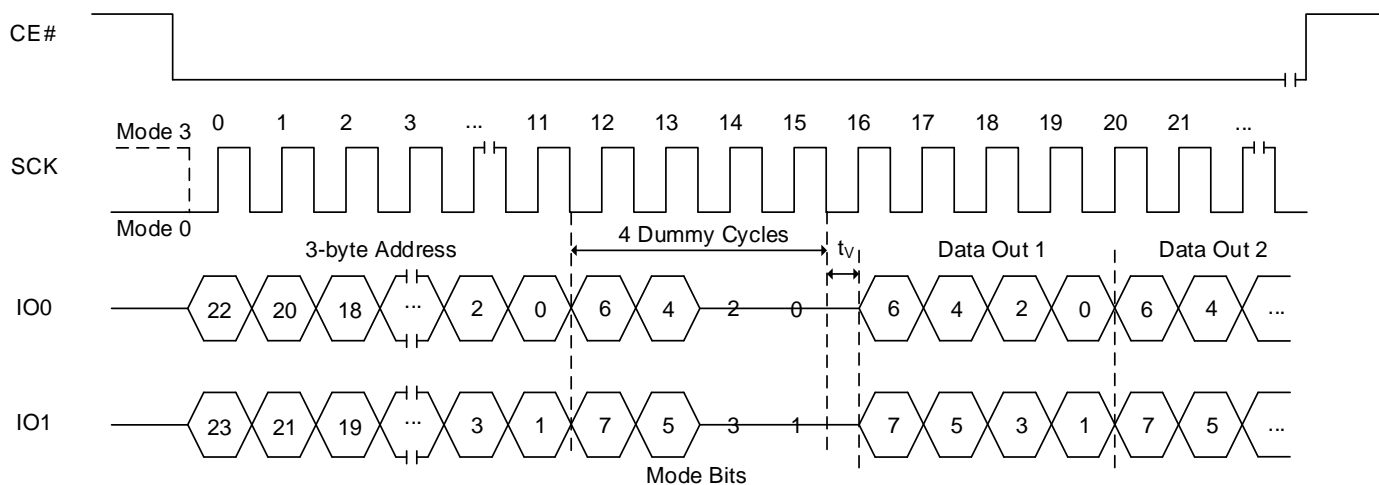 CE#
Mode 3 0 1 2 3 ... 11 12 13 14 15 16 17 18 19 20 21 ...
SCK
Mode 0
3-byte Address 4 Dummy Cycles tV Data Out 1 Data Out 2
IO0 22 20 18 ... 2 0 6 4 2 0 6 4 2 0 6 4 ...
IO1 23 21 19 ... 3 1 7 5 3 1 7 5 3 1 7 5 ...
Mode Bits